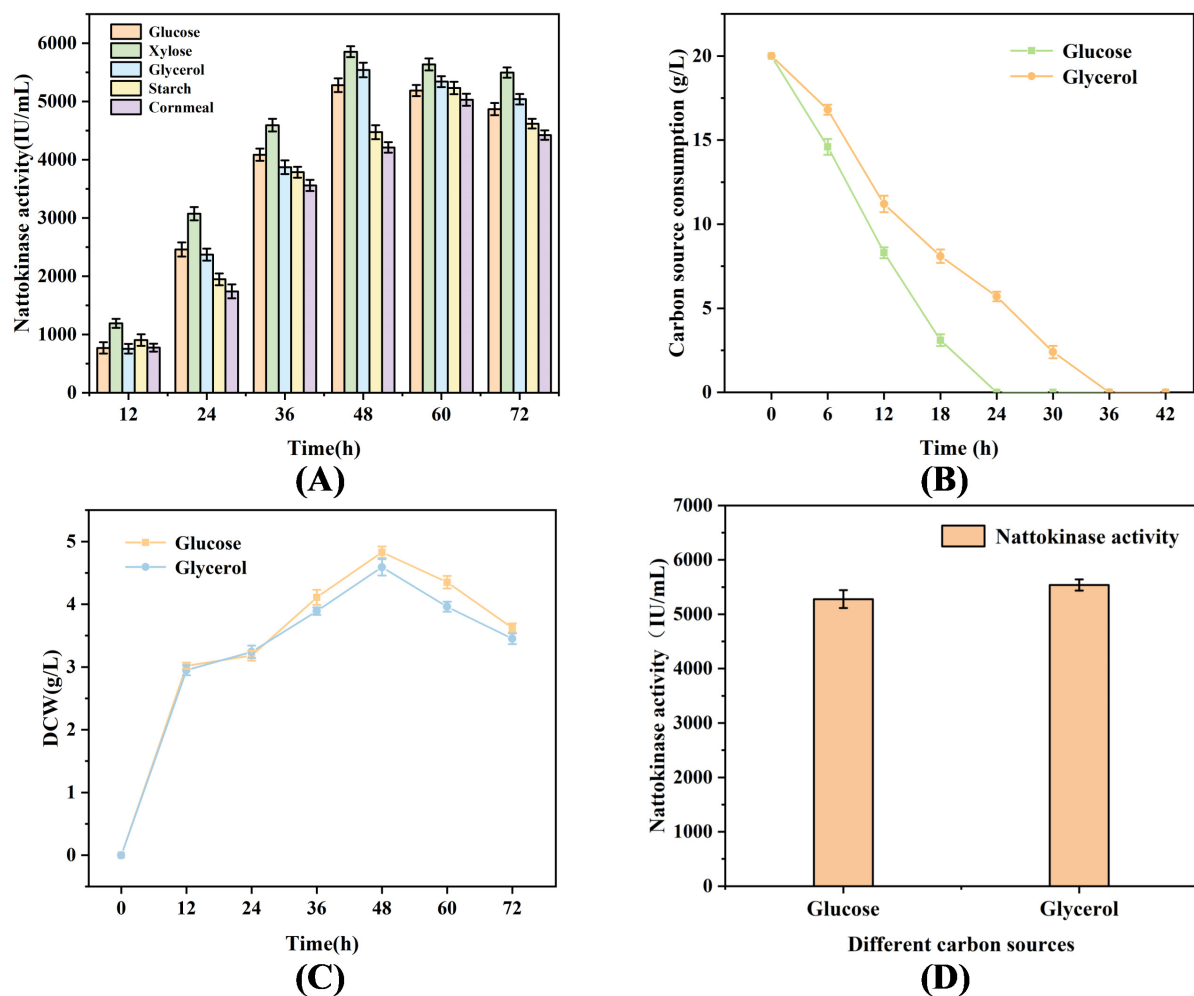 Nattokinase activity(IU/mL)
6000
5000
4000
3000
2000
1000
0
Glucose
Xylose
Glycerol
Starch
Cornmeal
12 24 36 48 60 72
Time(h)
(A)
Carbon source consumption (g/L)
20
15
10
5
0
Glucose
Glycerol
0 6 12 18 24 30 36 42
Time (h)
(B)
DCW(g/L)
5
4
3
2
1
0
Glucose
Glycerol
0 12 24 36 48 60 72
Time(h)
(C)
Nattokinase activity（IU/mL）
7000
6000
5000
4000
3000
2000
1000
0
Nattokinase activity
Glucose Glycerol
Different carbon sources
(D)